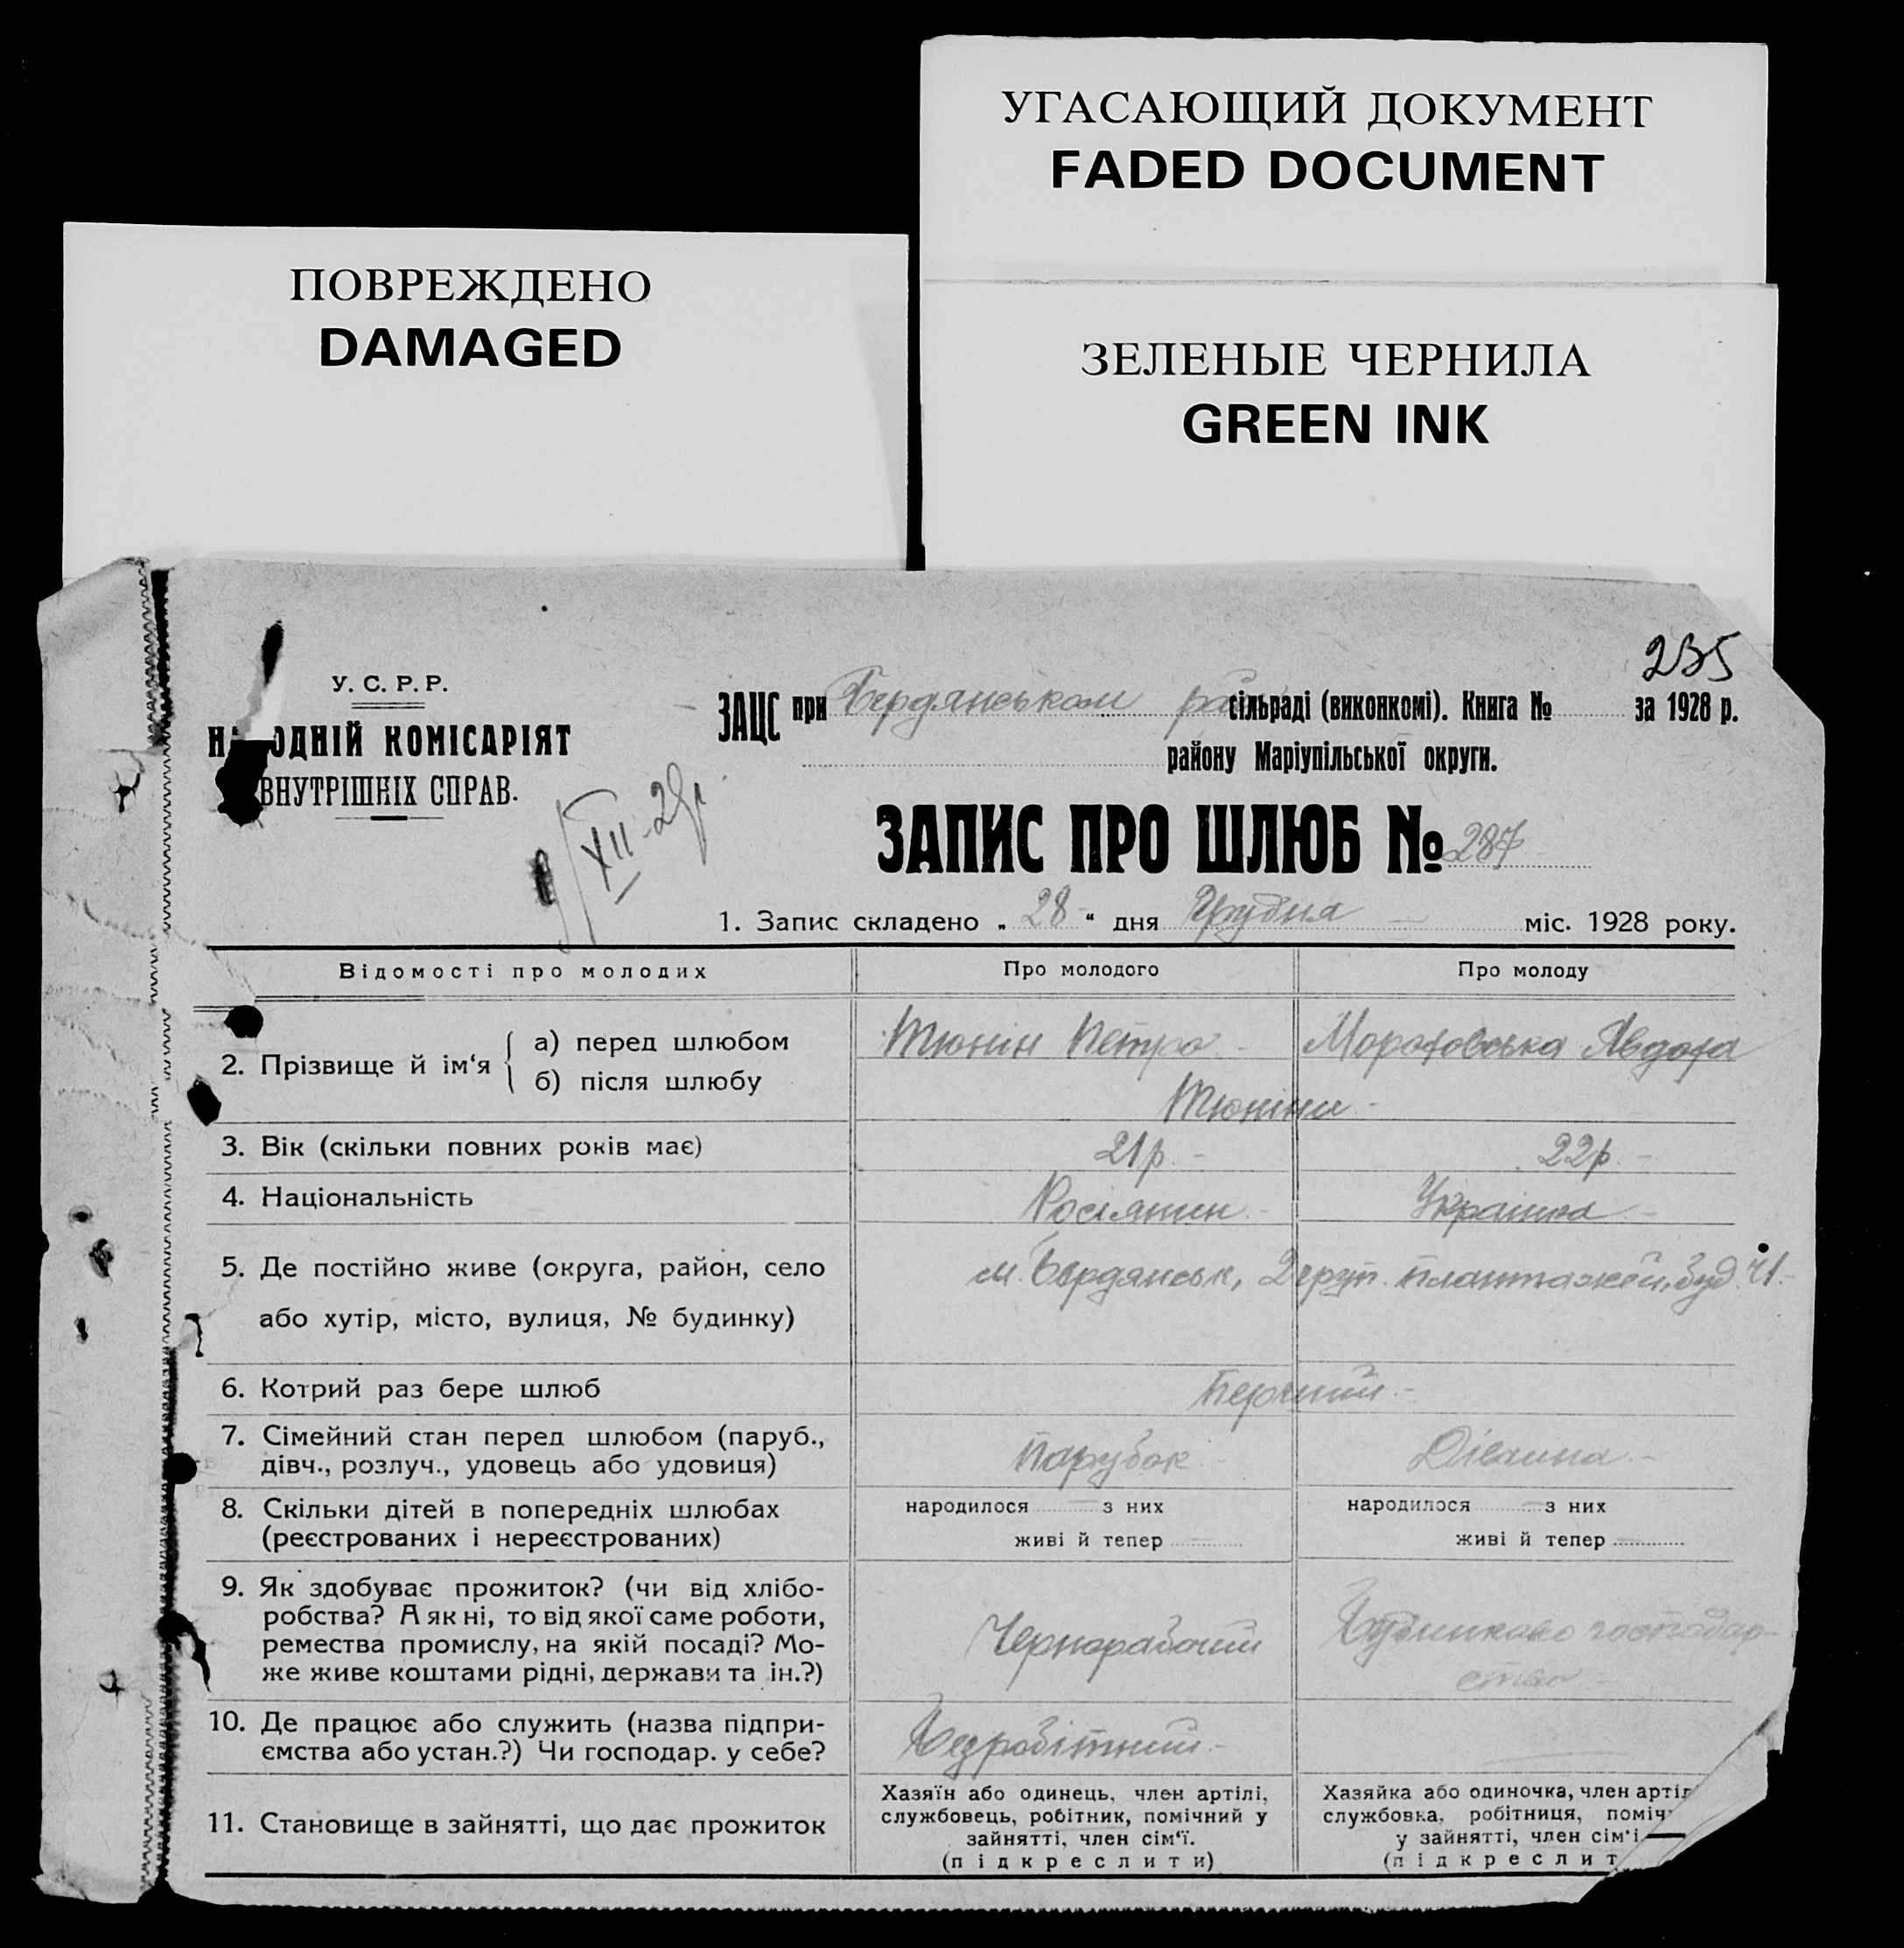 УГАСАЮЩИЙ ДОКУМЕНТ
FADED DOCUMENT
ПОВРЕЖДЕНО
DAMAGED
ЗЕЛЕНЫЕ ЧЕРНИЛА
GREEN INK
235
У. С. Р. Р.
НАРОДНІЙ КОМІСАРІЯТ
ВНУТРІШНІХ СПРАВ.
ЗАЦС при Бердянськом рай сільраді (виконкомі). Книга № за 1928 р.
району Маріупільської округи.
XII-28р.
ЗАПИС ПРО ШЛЮБ № 287
1. Запис складено „ 28 “ дня Грудня міс. 1928 року.
Відомості про молодих Про молодого Про молоду
2. Прізвище й ім‘я а) перед шлюбом Тюнін Петро Морозовська Явдоха
б) після шлюбу Тюніни
3. Вік (скільки повних років має) 21р. 22р.
4. Національність Росіянин Українка
5. Де постійно живе (округа, район, село м. Бердянськ, буд. 41
або хутір, місто, вулиця, № будинку)
6. Котрий раз бере шлюб Перший
7. Сімейний стан перед шлюбом (паруб., Парубок Дівчина
дівч., розлуч., удовець або удовиця)
8. Скільки дітей в попередніх шлюбах народилося — з них народилося — з них
(реєстрованих і нереєстрованих) живі й тепер живі й тепер
9. Як здобуває прожиток? (чи від хлібо-
робства? А як ні, то від якої саме роботи, Чернорабочий господар-
ремества промислу, на якій посаді? Мо- ство
же живе коштами рідні, держави та ін.?)
10. Де працює або служить (назва підпри- Безробітний
ємства або устан.?) Чи господар. у себе?
11. Становище в зайнятті, що дає прожиток
Хазяїн або одинець, член артілі,
службовець, робітник, помічний у
зайнятті, член сім‘ї.
(підкреслити)
Хазяйка або одиночка, член артіл
службовка, робітниця, поміч
у зайнятті, член сім‘ї
(підкреслит